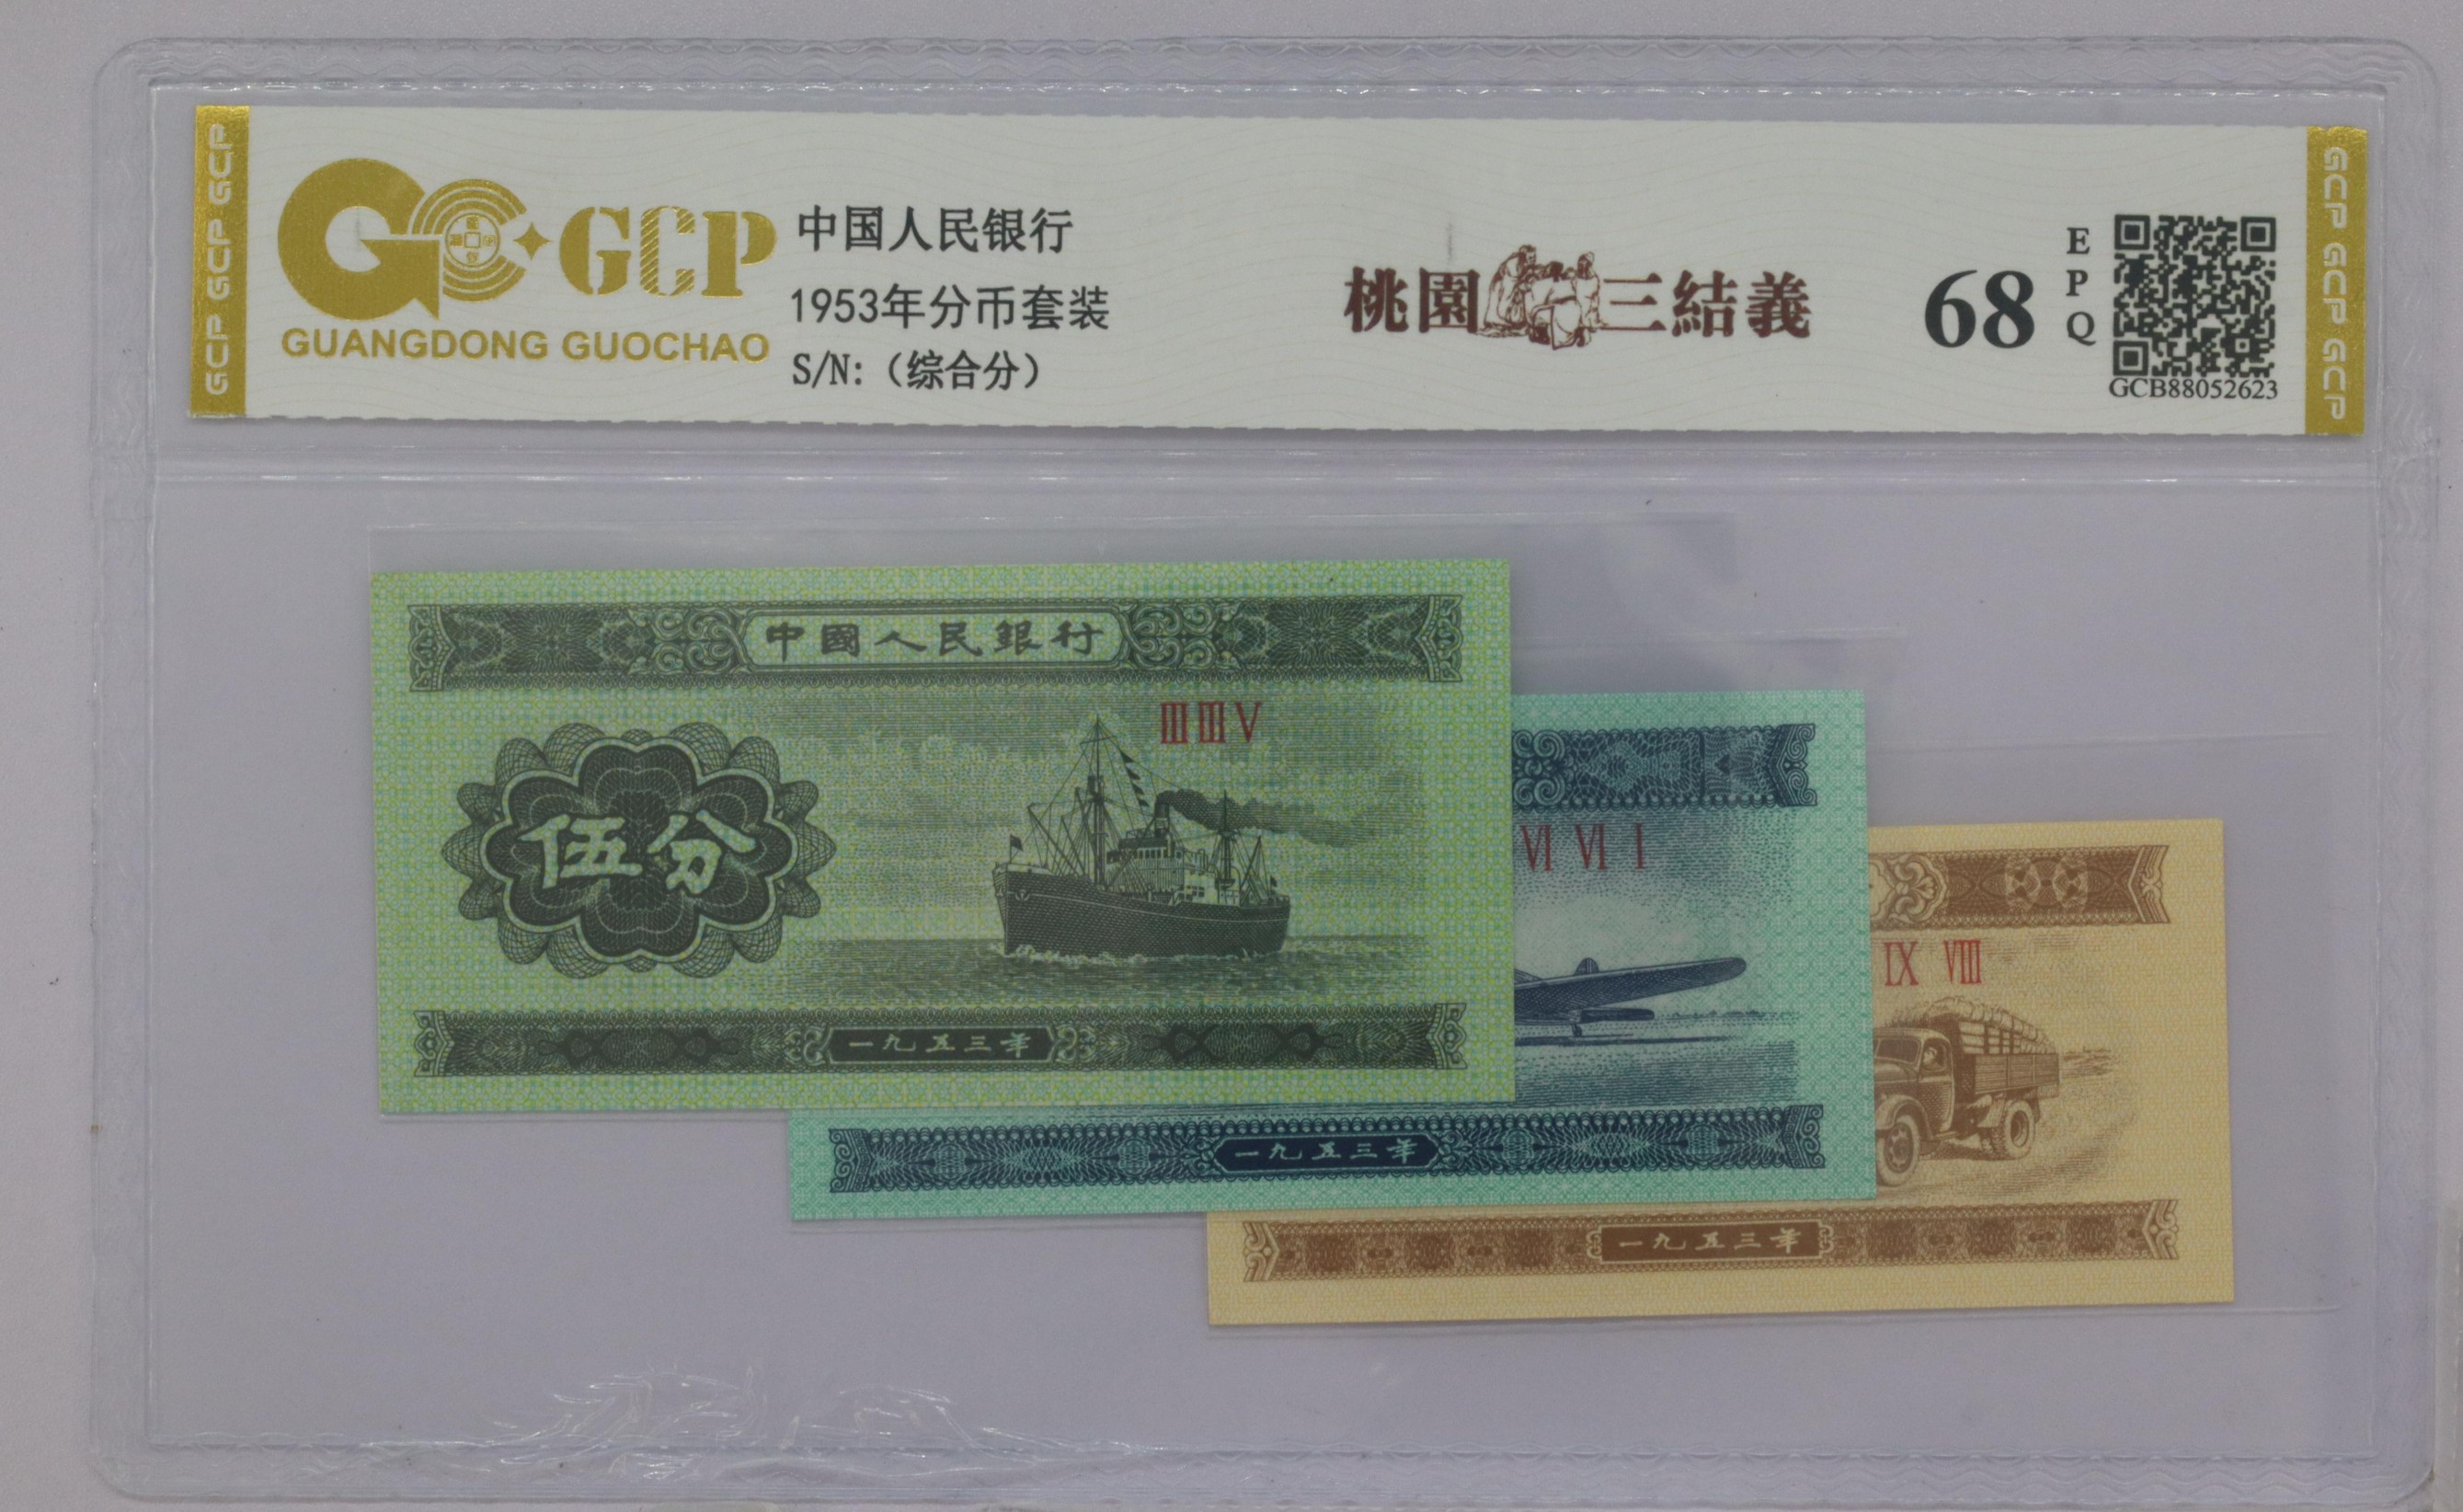 GCP GCP GCP
GCP
GUANGDONG GUOCHAO
中国人民银行
1953年分币套装
S/N:（综合分）
桃園三結義
68
EPQ
GCB88052623
GCP GCP GCP
中國人民銀行
ⅢⅢⅤ
伍分
一九五三年
Ⅵ Ⅵ Ⅰ
一九五三年
Ⅸ Ⅷ
一九五三年